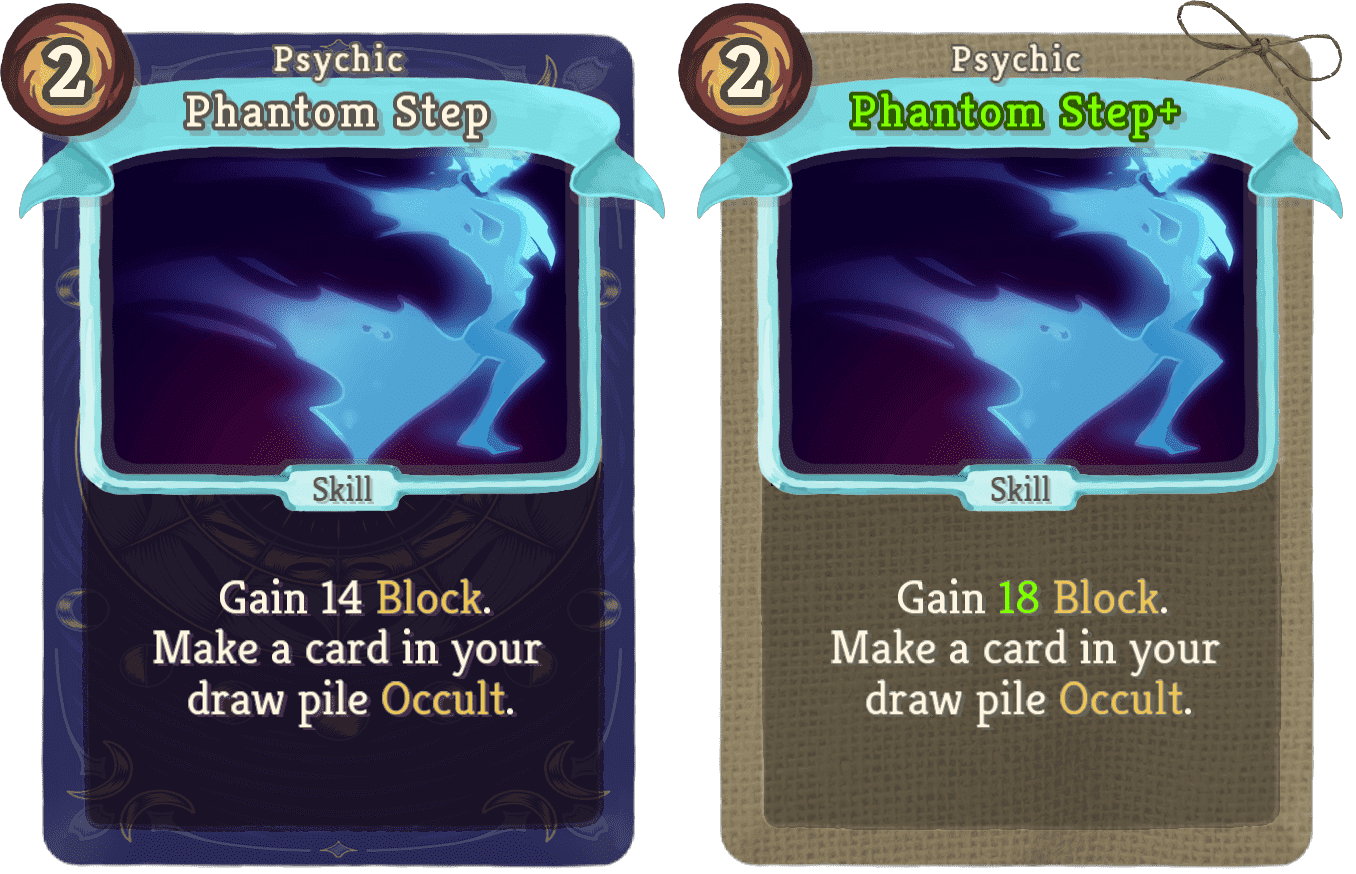 2
Psychic
Phantom Step
Skill
Gain 14 Block.
Make a card in your
draw pile Occult.
2
Psychic
Phantom Step+
Skill
Gain 18 Block.
Make a card in your
draw pile Occult.